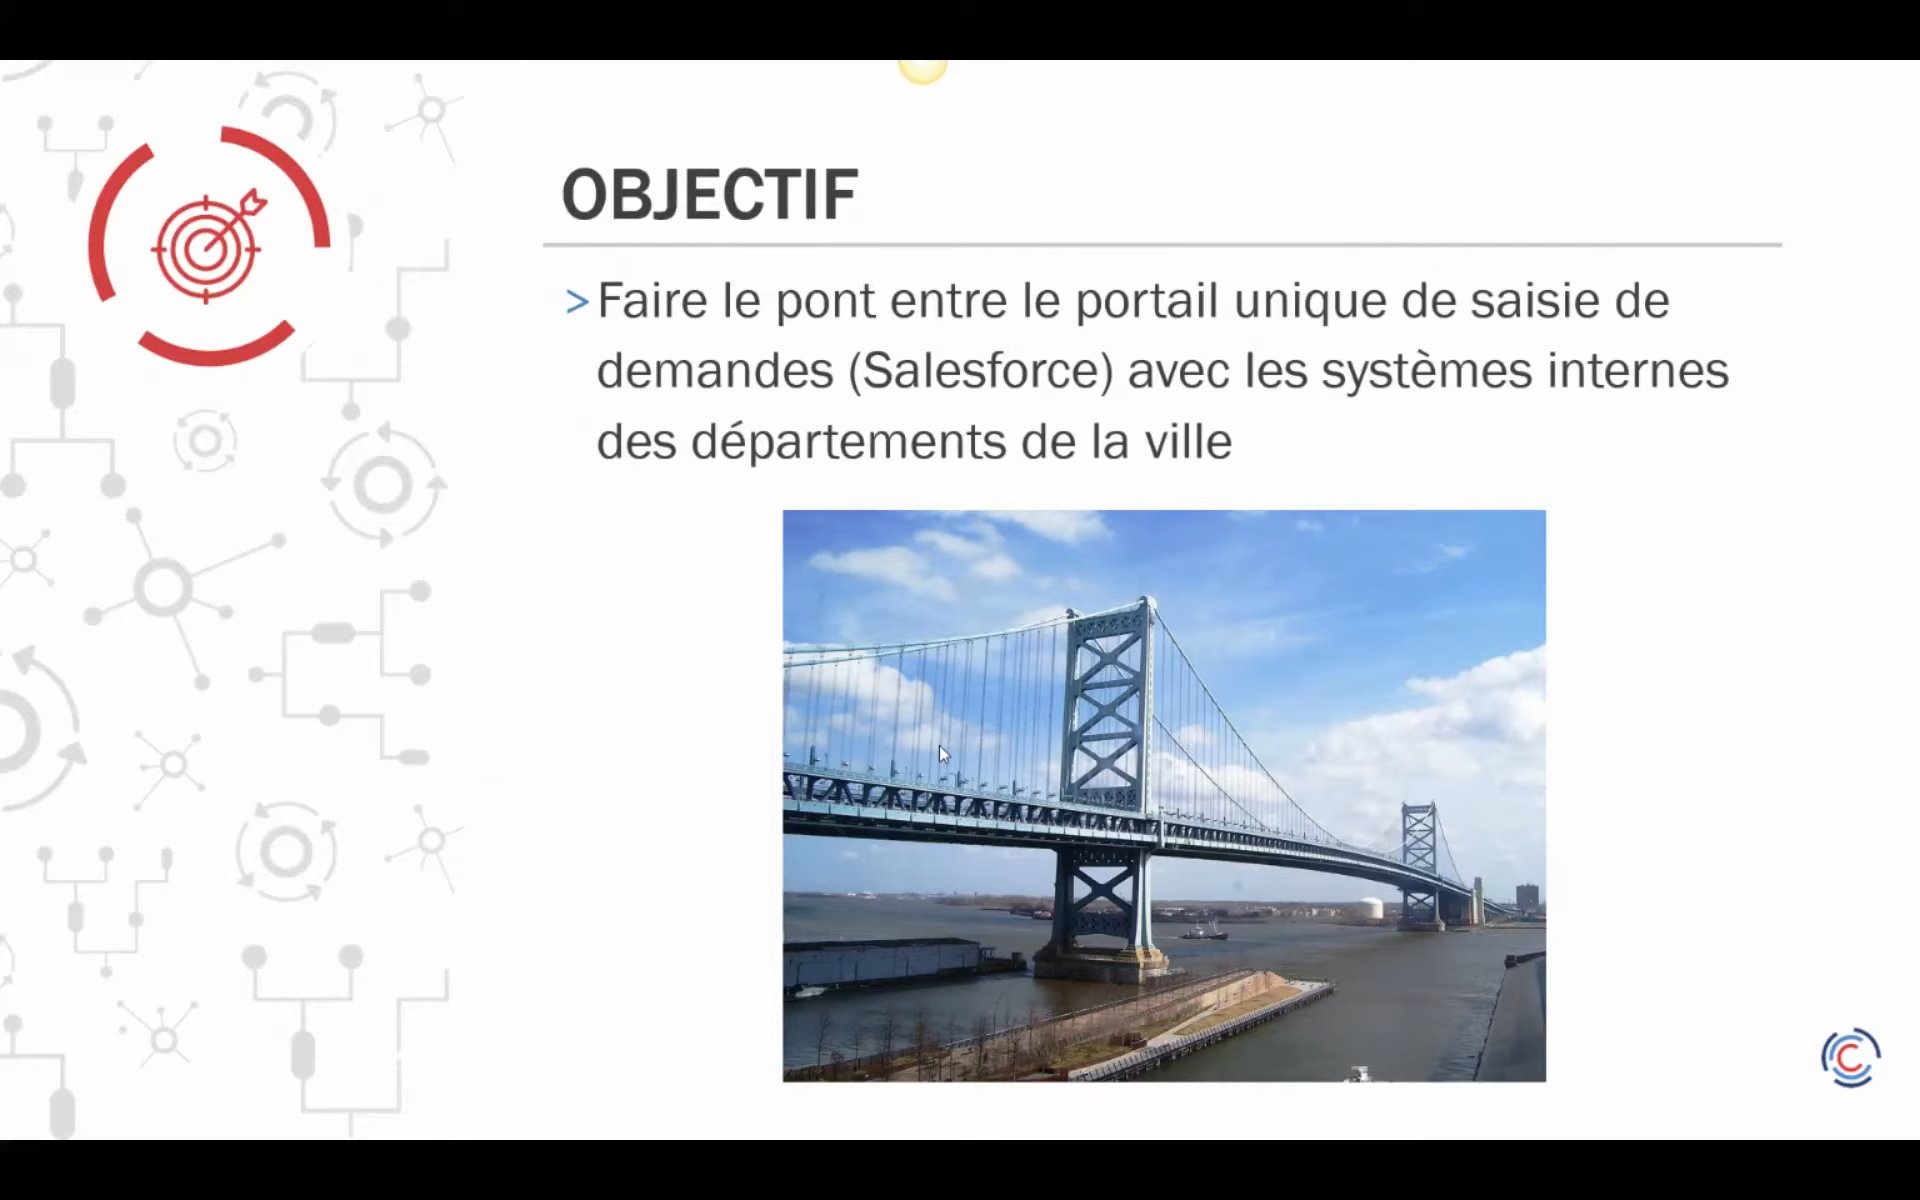 OBJECTIF
> Faire le pont entre le portail unique de saisie de
demandes (Salesforce) avec les systèmes internes
des départements de la ville